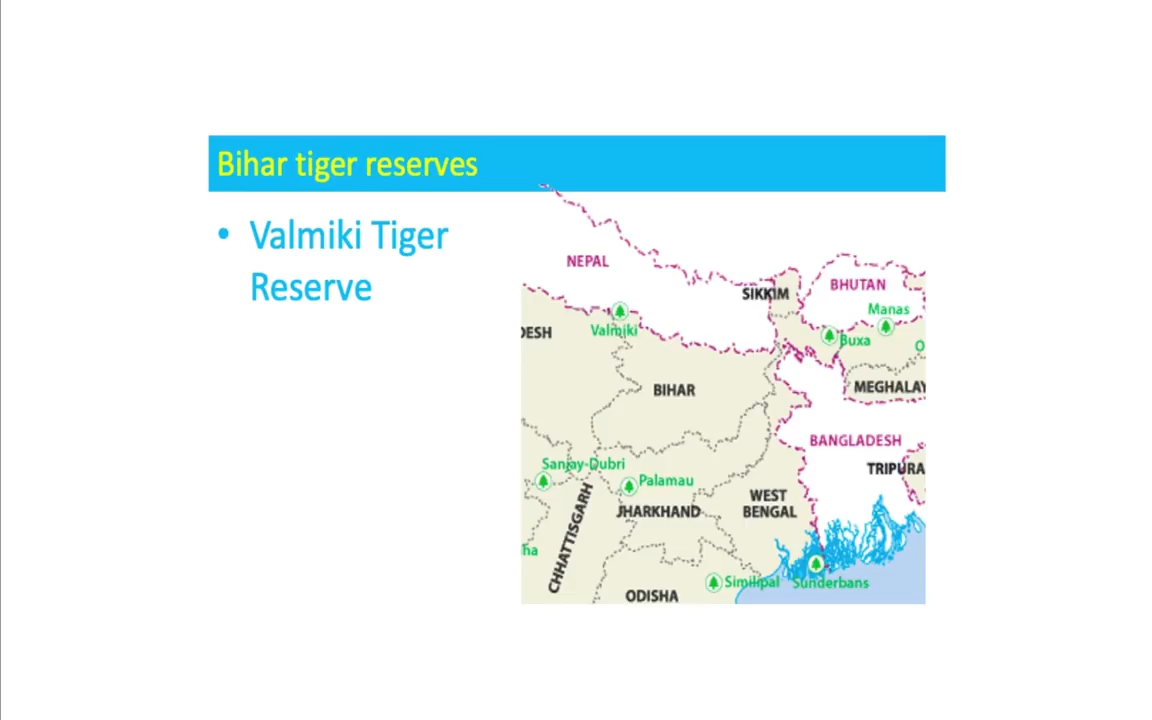 Bihar tiger reserves
• Valmiki Tiger
Reserve
NEPAL
SIKKIM
BHUTAN
Manas
DESH
Valmiki
Buxa
O
BIHAR
MEGHALAY
BANGLADESH
TRIPURA
Sanjay-Dubri
Palamau
WEST
BENGAL
JHARKHAND
CHHATTISGARH
ha
Similipal
Sunderbans
ODISHA